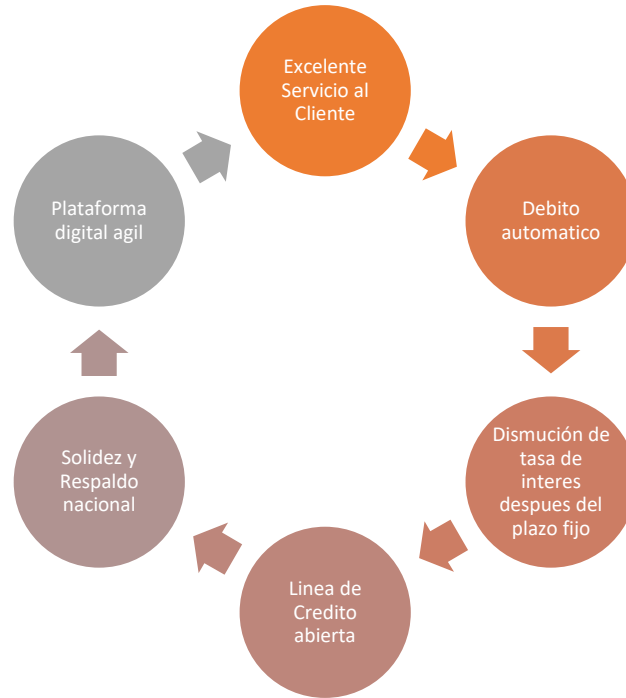 Excelente
Servicio al
Cliente
Debito
automatico
Dismución de
tasa de
interes
despues del
plazo fijo
Linea de
Credito
abierta
Solidez y
Respaldo
nacional
Plataforma
digital agil